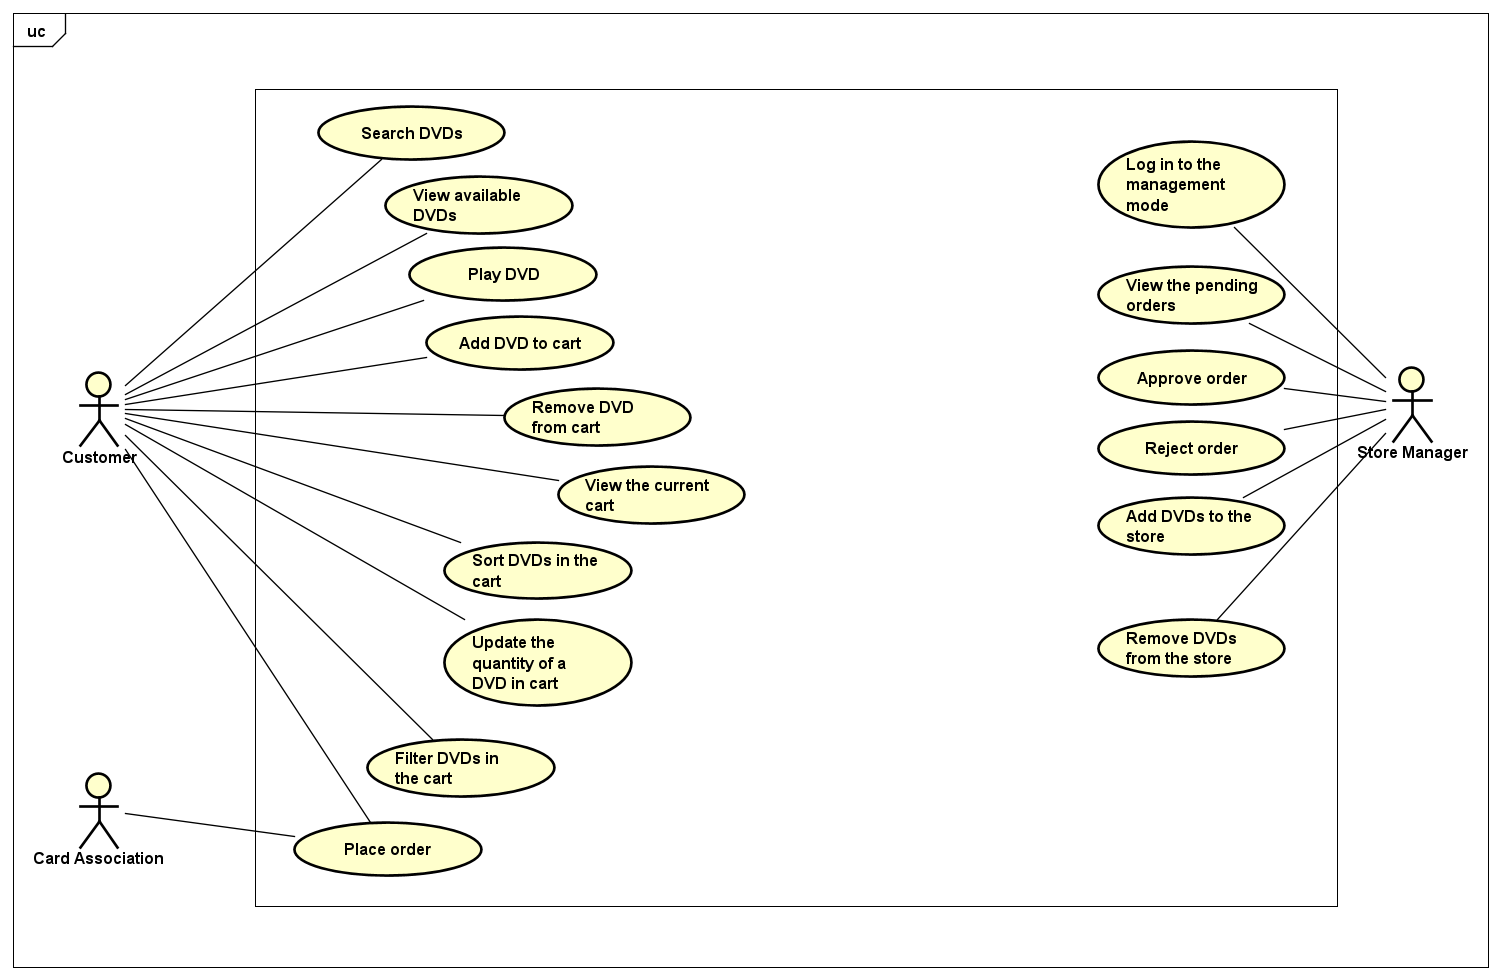 uc
Search DVDs
View available
DVDs
Play DVD
Add DVD to cart
Remove DVD
from cart
View the current
cart
Sort DVDs in the
cart
Update the
quantity of a
DVD in cart
Filter DVDs in
the cart
Place order
Customer
Card Association
Log in to the
management
mode
View the pending
orders
Approve order
Reject order
Add DVDs to the
store
Remove DVDs
from the store
Store Manager